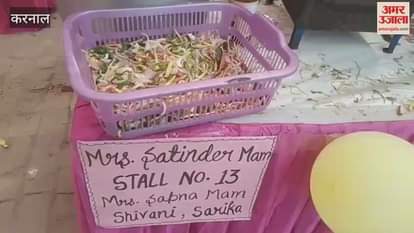 करनाल
अमर उजाला
amarujala.com
Mrs. Satinder Mam
STALL NO. 13
Mrs. Sapna Mam
Shivani, Sarika